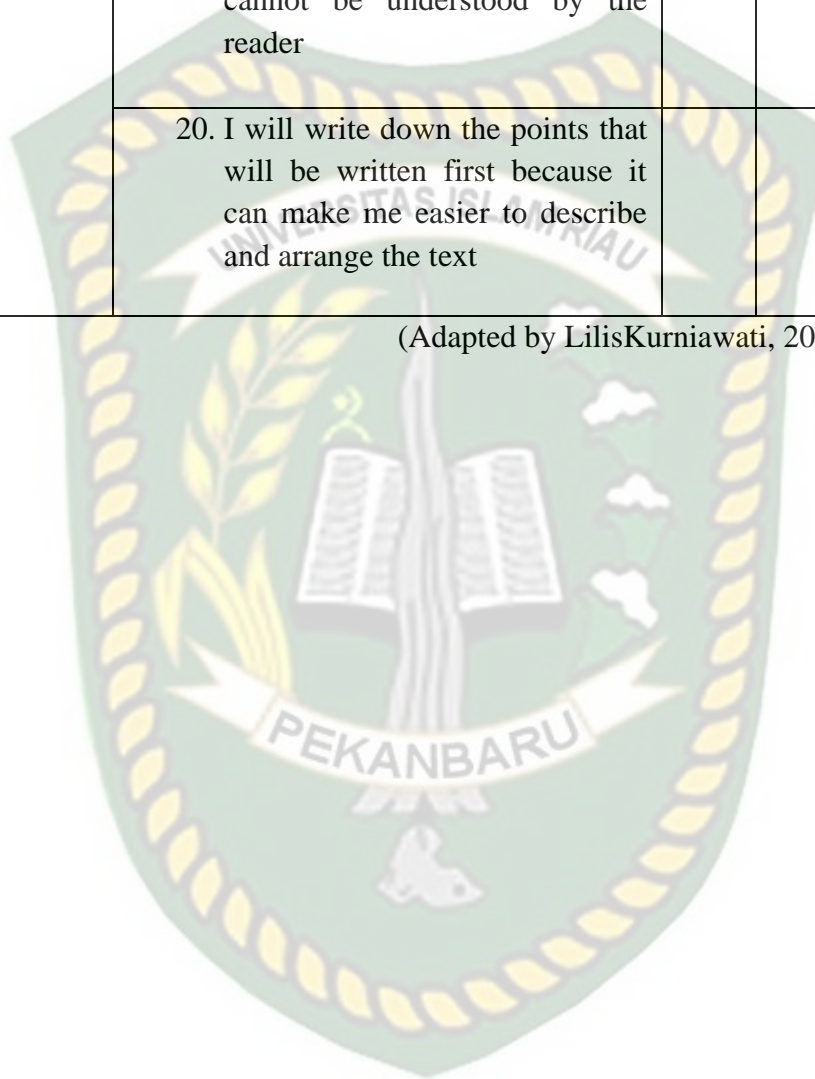 cannot be understood by the
reader
20. I will write down the points that
will be written first because it
can make me easier to describe
and arrange the text
UNIVERSITAS ISLAM RIAU
(Adapted by LilisKurniawati, 20
PEKANBARU